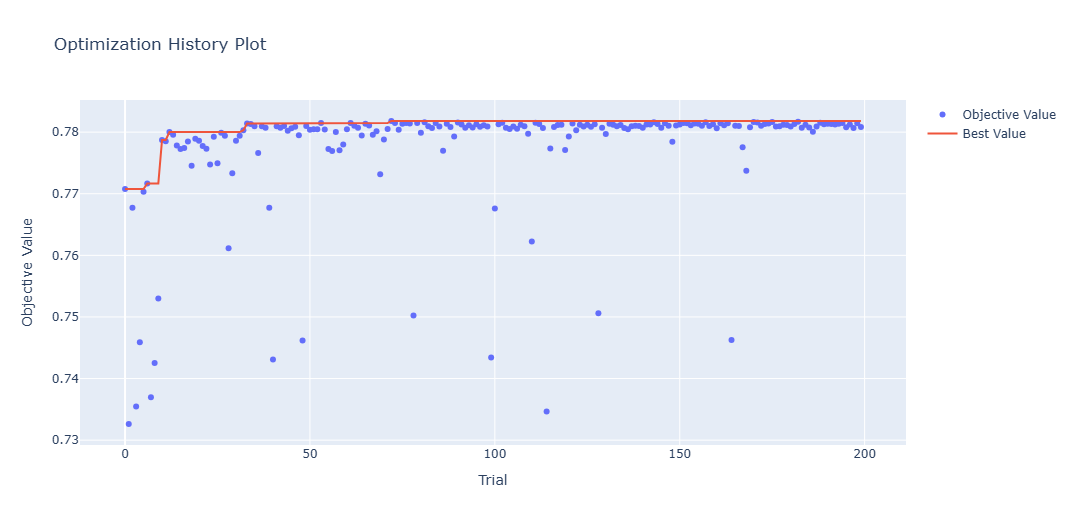 Optimization History Plot
Objective Value
Best Value
0.78
0.77
0.76
0.75
0.74
0.73
Objective Value
0
50
100
150
200
Trial